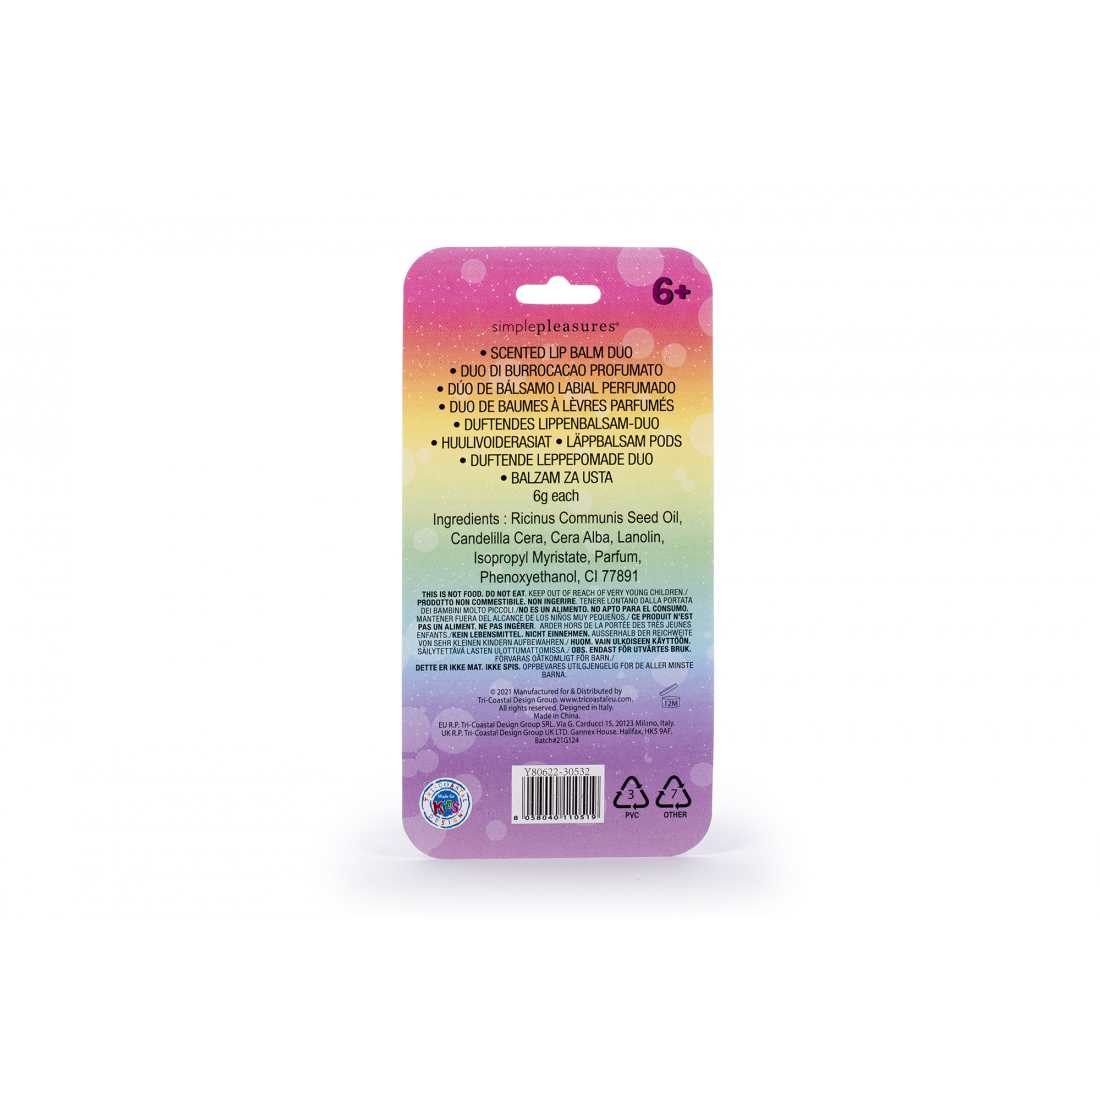 6+
simplepleasures®
• SCENTED LIP BALM DUO
• DUO DI BURROCACAO PROFUMATO
• DÚO DE BÁLSAMO LABIAL PERFUMADO
• DUO DE BAUMES À LÈVRES PARFUMÉS
• DUFTENDES LIPPENBALSAM-DUO
• HUULIVOIDERASIAT • LÄPPBALSAM PODS
• DUFTENDE LEPPEPOMADE DUO
• BALZAM ZA USTA
6g each
Ingredients : Ricinus Communis Seed Oil,
Candelilla Cera, Cera Alba, Lanolin,
Isopropyl Myristate, Parfum,
Phenoxyethanol, CI 77891
THIS IS NOT FOOD. DO NOT EAT. KEEP OUT OF REACH OF VERY YOUNG CHILDREN./
PRODOTTO NON COMMESTIBILE. NON INGERIRE. TENERE LONTANO DALLA PORTATA
DEI BAMBINI MOLTO PICCOLI./NO ES UN ALIMENTO. NO APTO PARA EL CONSUMO.
MANTENER FUERA DEL ALCANCE DE LOS NIÑOS MUY PEQUEÑOS./ CE PRODUIT N'EST
PAS UN ALIMENT. NE PAS INGÉRER. ARDER HORS DE LA PORTÉE DES TRÈS JEUNES
ENFANTS./KEIN LEBENSMITTEL. NICHT EINNEHMEN. AUSSERHALB DER REICHWEITE
VON SEHR KLEINEN KINDERN AUFBEWAHREN./ HUOM. VAIN ULKOISEEN KÄYTTÖÖN.
SÄILYTETTÄVÄ LASTEN ULOTTUMATTOMISSA./ OBS. ENDAST FÖR UTVÄRTES BRUK.
FÖRVARAS OÅTKOMLIGT FÖR BARN./
DETTE ER IKKE MAT. IKKE SPIS. OPPBEVARES UTILGJENGELIG FOR DE ALLER MINSTE
BARNA.
© 2021 Manufactured for & Distributed by
Tri-Coastal Design Group. www.tricoastaleu.com.
All rights reserved. Designed in Italy.
Made in China.
EU R.P. Tri-Coastal Design Group SRL. Via G. Carducci 15, 20123 Milano, Italy.
UK R.P. Tri-Coastal Design Group UK LTD. Gannex House. Halifax, HK5 9AF.
Batch#21G124
12M
Y80622-30532
8 058040 110519
3
PVC
7
OTHER
TRI-COASTAL
Made for
KIDS
DESIGN